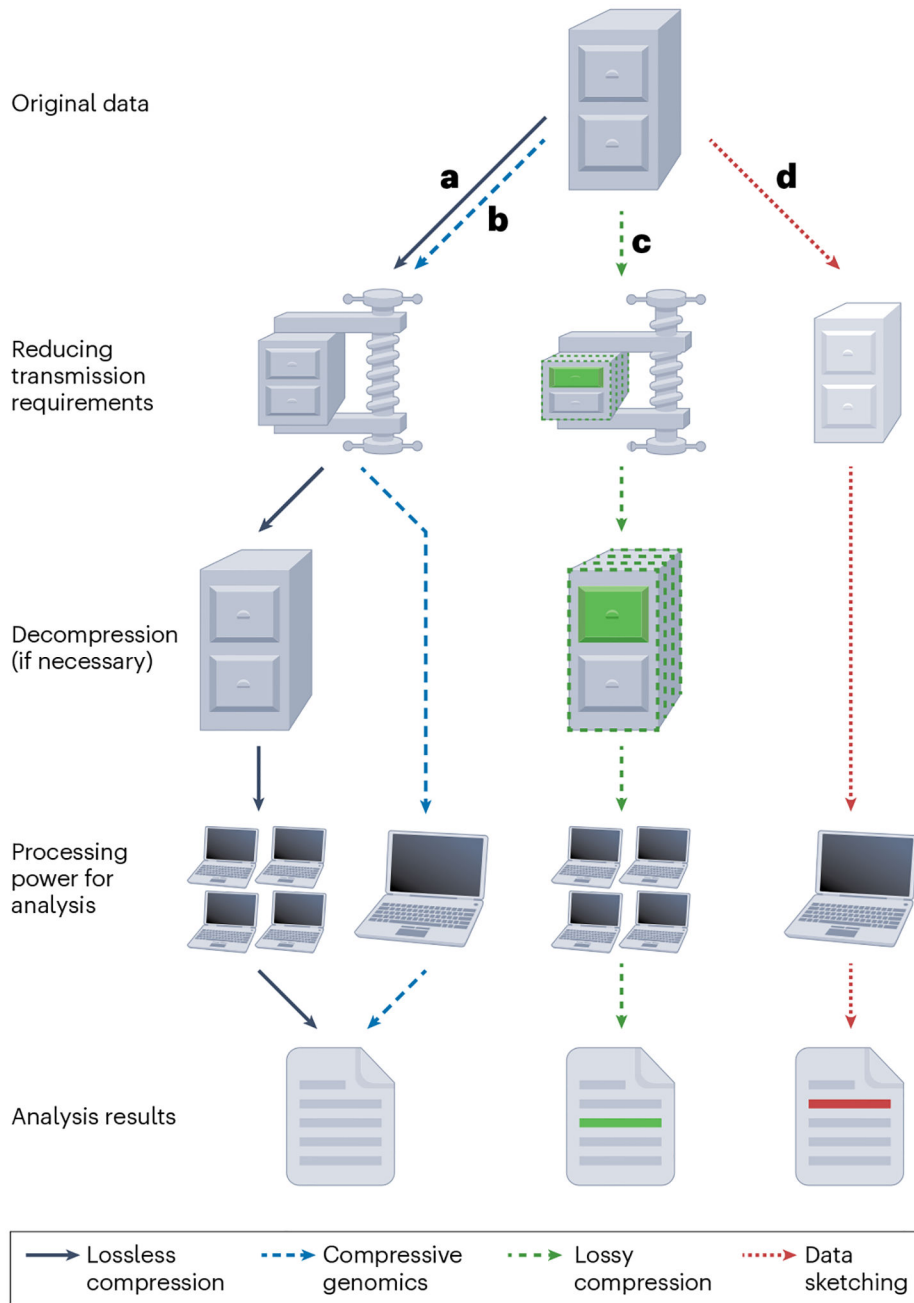 Original data
a
b
c
d
Reducing
transmission
requirements
Decompression
(if necessary)
Processing
power for
analysis
Analysis results
Lossless
compression
Compressive
genomics
Lossy
compression
Data
sketching